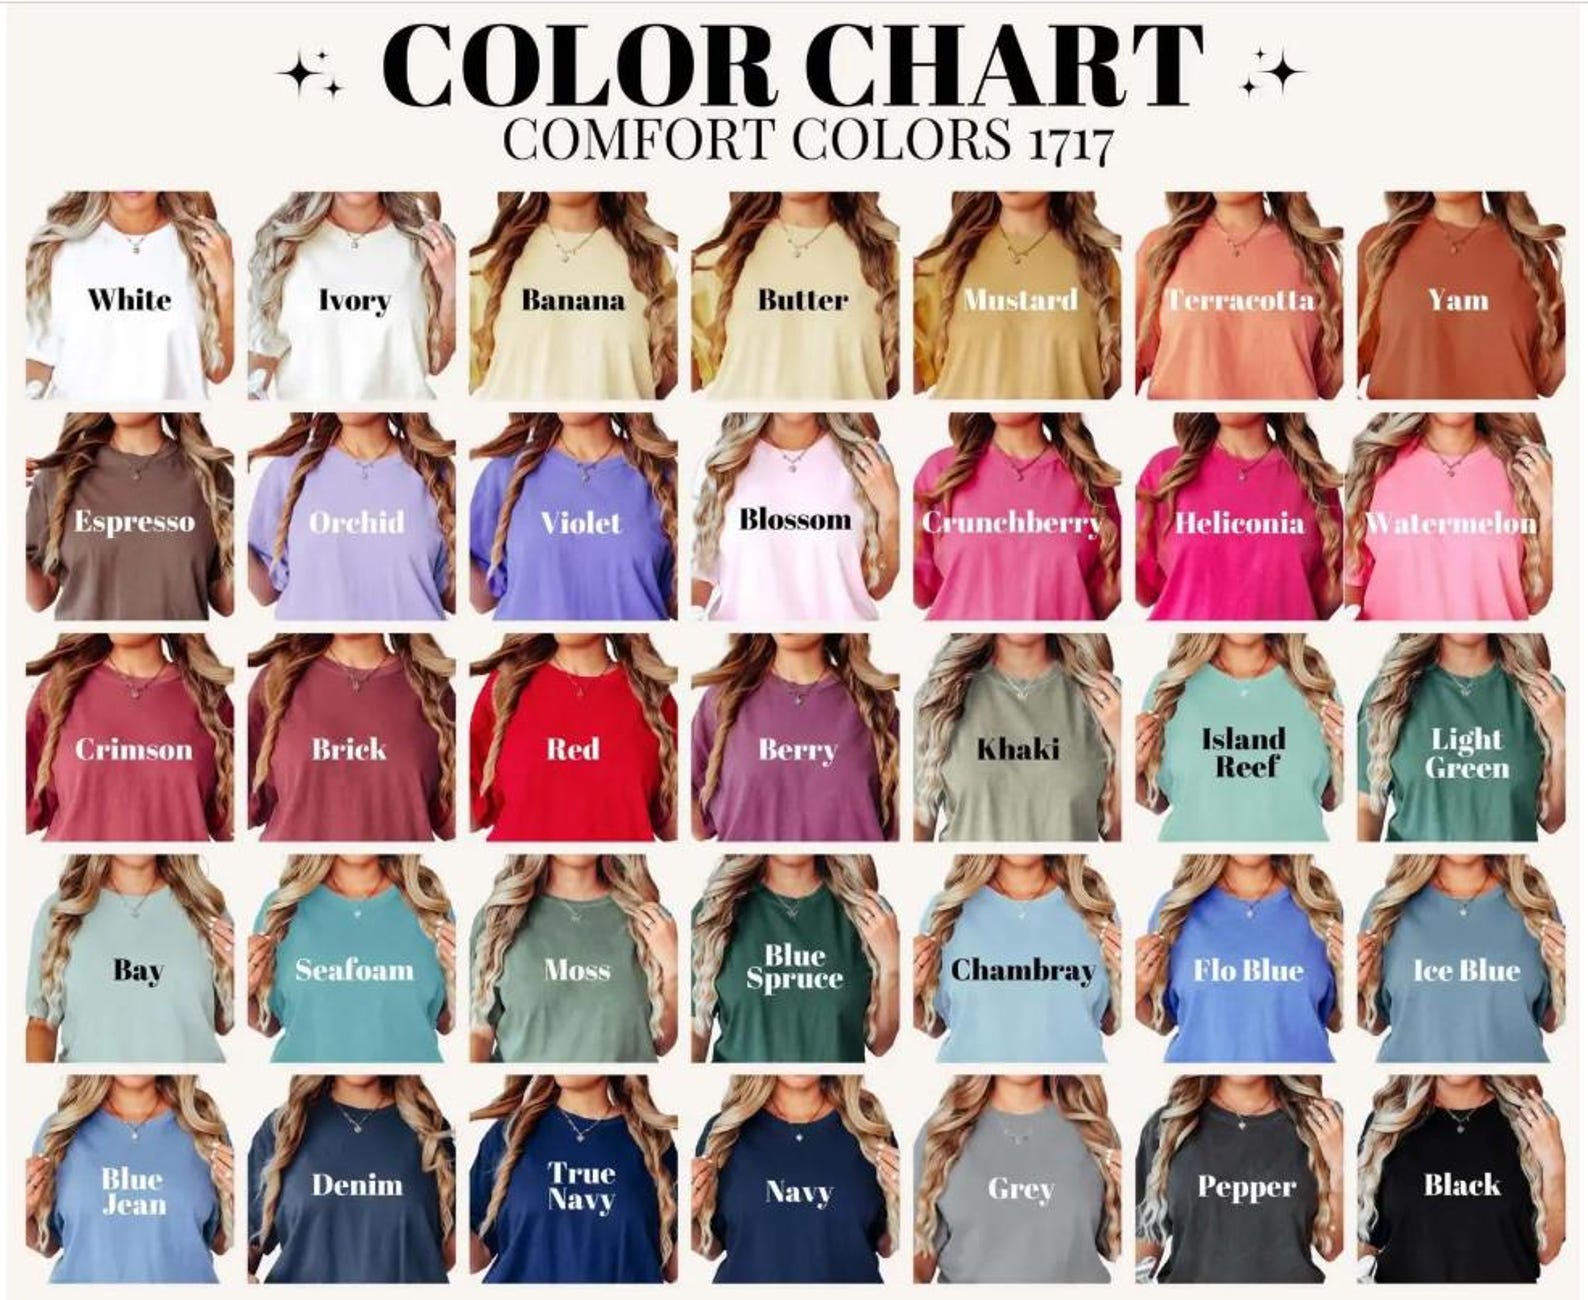 COLOR CHART
COMFORT COLORS 1717
White
Ivory
Banana
Butter
Mustard
Terracotta
Yam
Espresso
Orchid
Violet
Blossom
Crunchberry
Heliconia
Watermelon
Crimson
Brick
Red
Berry
Khaki
Island
Reef
Light
Green
Bay
Seafoam
Moss
Blue
Spruce
Chambray
Flo Blue
Ice Blue
Blue
Jean
Denim
True
Navy
Navy
Grey
Pepper
Black